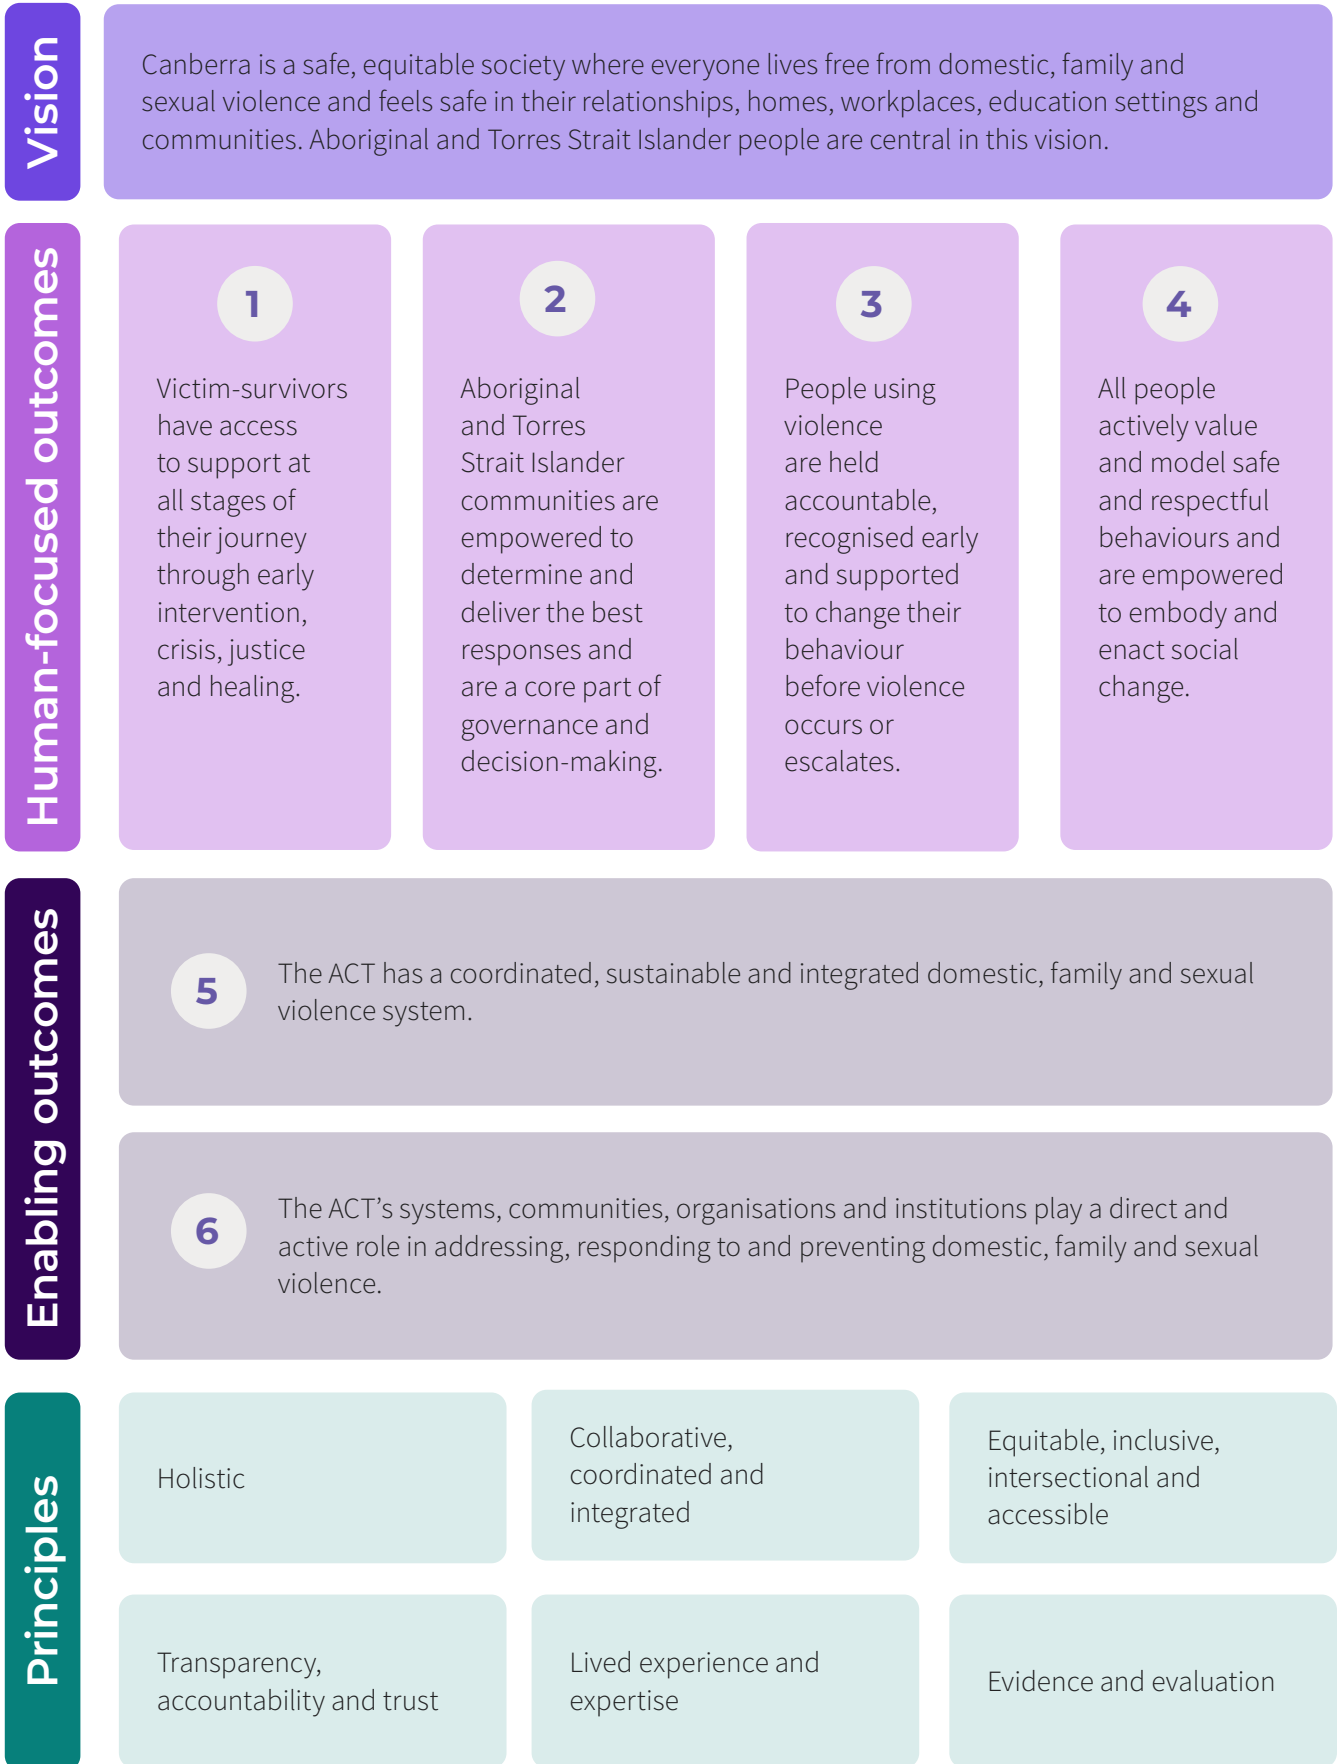 Vision
Canberra is a safe, equitable society where everyone lives free from domestic, family and
sexual violence and feels safe in their relationships, homes, workplaces, education settings and
communities. Aboriginal and Torres Strait Islander people are central in this vision.
Human-focused outcomes
1
Victim-survivors
have access
to support at
all stages of
their journey
through early
intervention,
crisis, justice
and healing.
2
Aboriginal
and Torres
Strait Islander
communities are
empowered to
determine and
deliver the best
responses and
are a core part of
governance and
decision-making.
3
People using
violence
are held
accountable,
recognised early
and supported
to change their
behaviour
before violence
occurs or
escalates.
4
All people
actively value
and model safe
and respectful
behaviours and
are empowered
to embody and
enact social
change.
Enabling outcomes
5
The ACT has a coordinated, sustainable and integrated domestic, family and sexual
violence system.
6
The ACT’s systems, communities, organisations and institutions play a direct and
active role in addressing, responding to and preventing domestic, family and sexual
violence.
Principles
Holistic
Collaborative,
coordinated and
integrated
Equitable, inclusive,
intersectional and
accessible
Transparency,
accountability and trust
Lived experience and
expertise
Evidence and evaluation